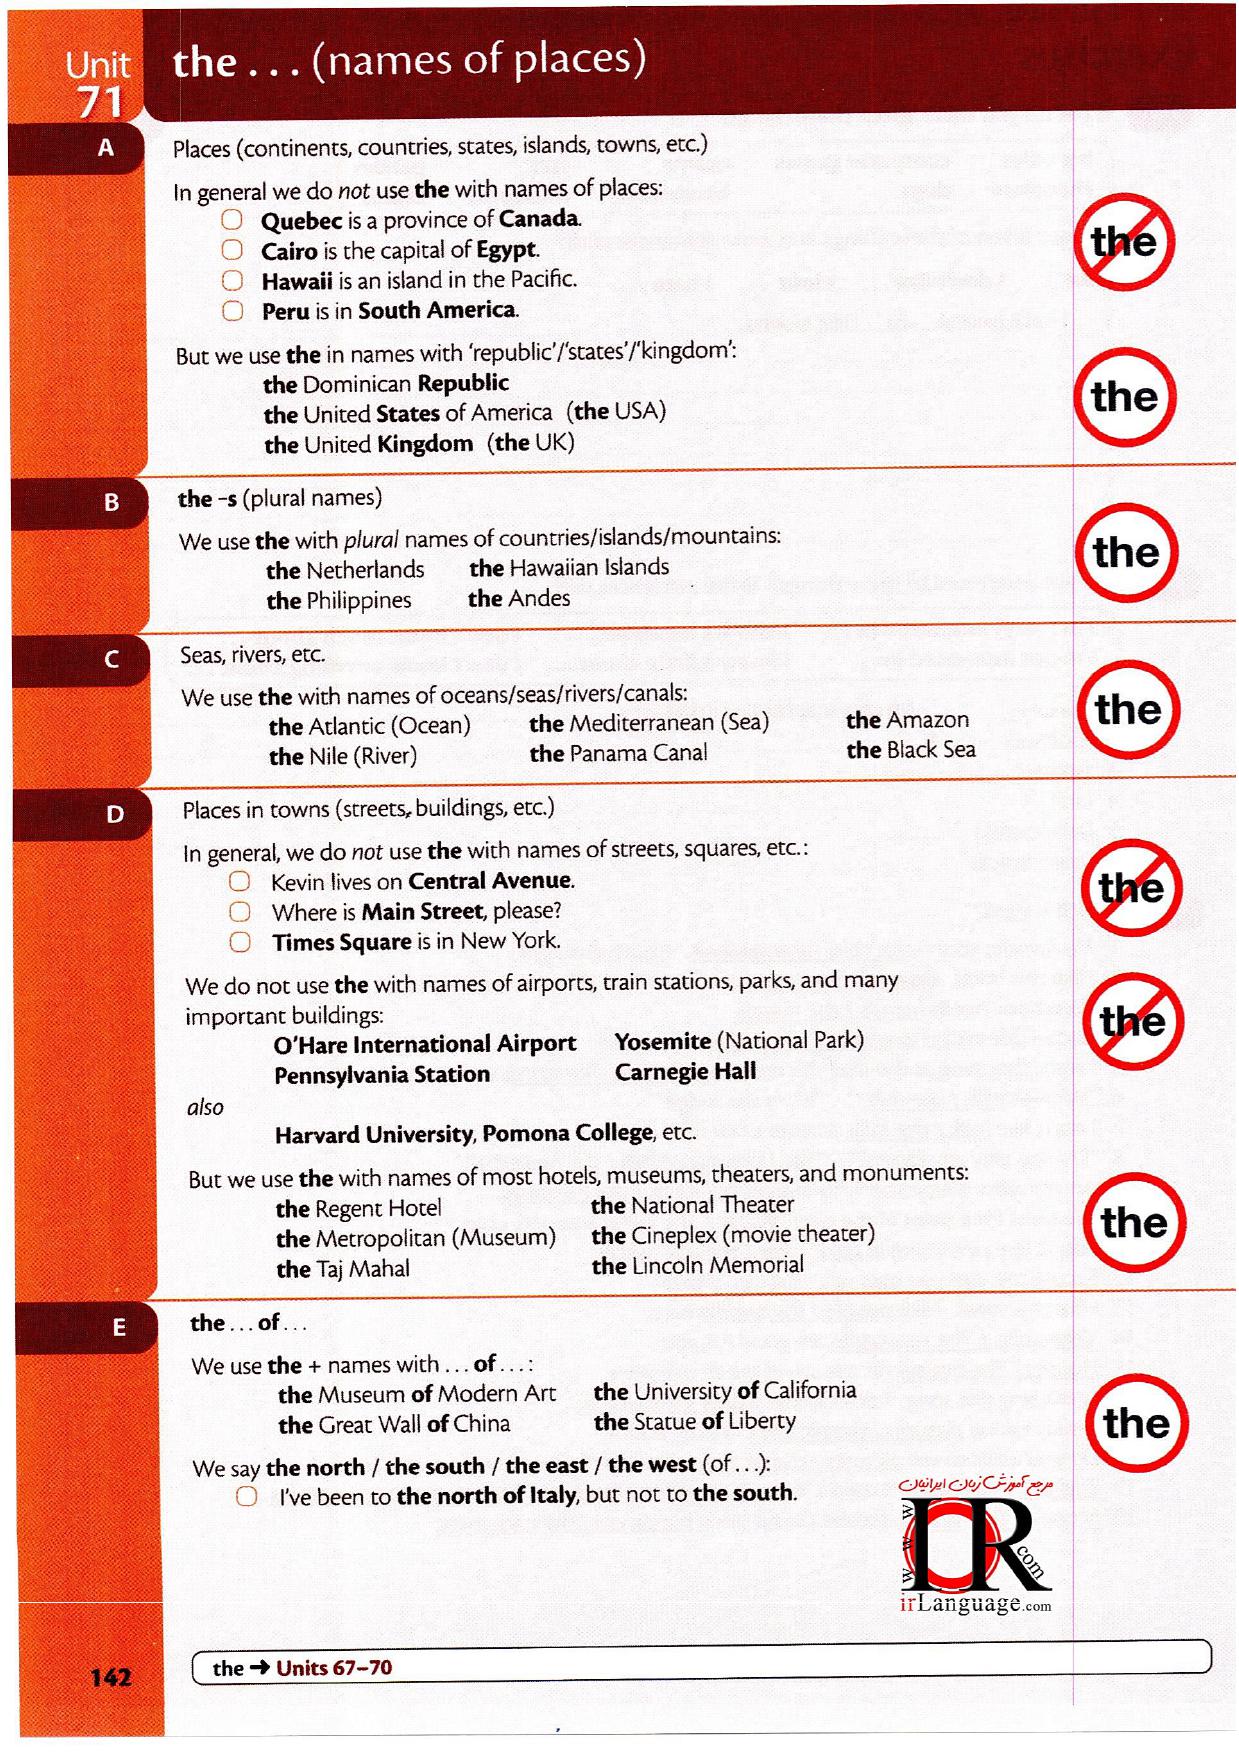 Unit
71
the . . . (names of places)
A
Places (continents, countries, states, islands, towns, etc.)
In general we do not use the with names of places:
Quebec is a province of Canada.
Cairo is the capital of Egypt.
Hawaii is an island in the Pacific.
Peru is in South America.
the
But we use the in names with 'republic'/'states'/'kingdom':
the Dominican Republic
the United States of America (the USA)
the United Kingdom (the UK)
the
B
the -s (plural names)
We use the with plural names of countries/islands/mountains:
the Netherlands the Hawaiian Islands
the Philippines the Andes
the
C
Seas, rivers, etc.
We use the with names of oceans/seas/rivers/canals:
the Atlantic (Ocean) the Mediterranean (Sea) the Amazon
the Nile (River) the Panama Canal the Black Sea
the
D
Places in towns (streets, buildings, etc.)
In general, we do not use the with names of streets, squares, etc.:
Kevin lives on Central Avenue.
Where is Main Street, please?
Times Square is in New York.
the
We do not use the with names of airports, train stations, parks, and many
important buildings:
O'Hare International Airport Yosemite (National Park)
Pennsylvania Station Carnegie Hall
the
also
Harvard University, Pomona College, etc.
But we use the with names of most hotels, museums, theaters, and monuments:
the Regent Hotel the National Theater
the Metropolitan (Museum) the Cineplex (movie theater)
the Taj Mahal the Lincoln Memorial
the
E
the . . . of . . .
We use the + names with . . . of . . . :
the Museum of Modern Art the University of California
the Great Wall of China the Statue of Liberty
the
We say the north / the south / the east / the west (of . . .):
I've been to the north of Italy, but not to the south.
مرجع آموزش زبان ایرانیان
www
IR
.com
irLanguage.com
142
the ➔ Units 67–70